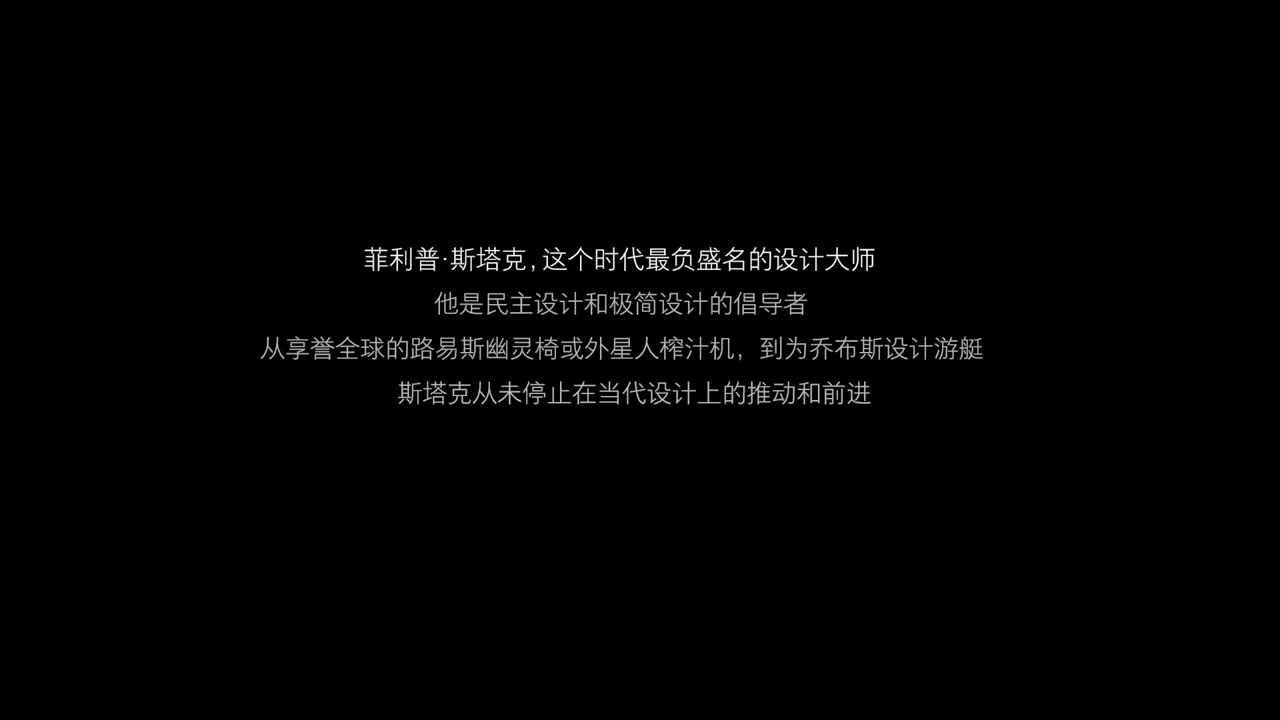 菲利普·斯塔克,这个时代最负盛名的设计大师
他是民主设计和极简设计的倡导者
从享誉全球的路易斯幽灵椅或外星人榨汁机，到为乔布斯设计游艇
斯塔克从未停止在当代设计上的推动和前进